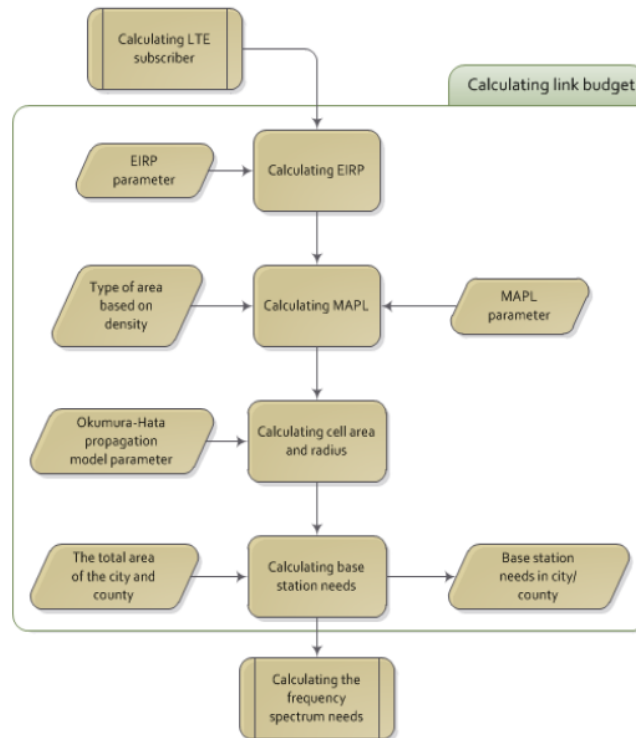 Calculating LTE
subscriber
Calculating link budget
EIRP
parameter
Calculating EIRP
Type of area
based on
density
Calculating MAPL
MAPL
parameter
Okumura-Hata
propagation
model parameter
Calculating cell area
and radius
The total area
of the city and
county
Calculating base
station needs
Base station
needs in city/
county
Calculating the
frequency
spectrum needs